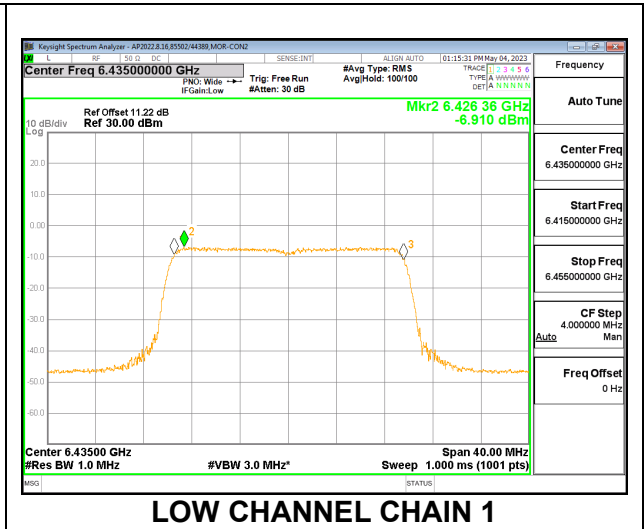 Keysight Spectrum Analyzer - AP2022.8.16,85502/44389,MOR-CON2
LXI L RF 50 Ω DC SENSE:INT ALIGN AUTO 01:15:31 PM May 04, 2023
Center Freq 6.435000000 GHz #Avg Type: RMS TRACE 1 2 3 4 5 6 Frequency
PNO: Wide Trig: Free Run Avg|Hold: 100/100 TYPE A WWWWW
IFGain:Low #Atten: 30 dB DET A N N N N N
Auto Tune
Mkr2 6.426 36 GHz
Ref Offset 11.22 dB
10 dB/div Ref 30.00 dBm -6.910 dBm
Log
20.0
10.0
0.00
-10.0
-20.0
-30.0
-40.0
-50.0
-60.0
2
3
Center Freq
6.435000000 GHz
Start Freq
6.415000000 GHz
Stop Freq
6.455000000 GHz
CF Step
4.000000 MHz
Auto Man
Freq Offset
0 Hz
Center 6.43500 GHz Span 40.00 MHz
#Res BW 1.0 MHz #VBW 3.0 MHz* Sweep 1.000 ms (1001 pts)
MSG STATUS
LOW CHANNEL CHAIN 1